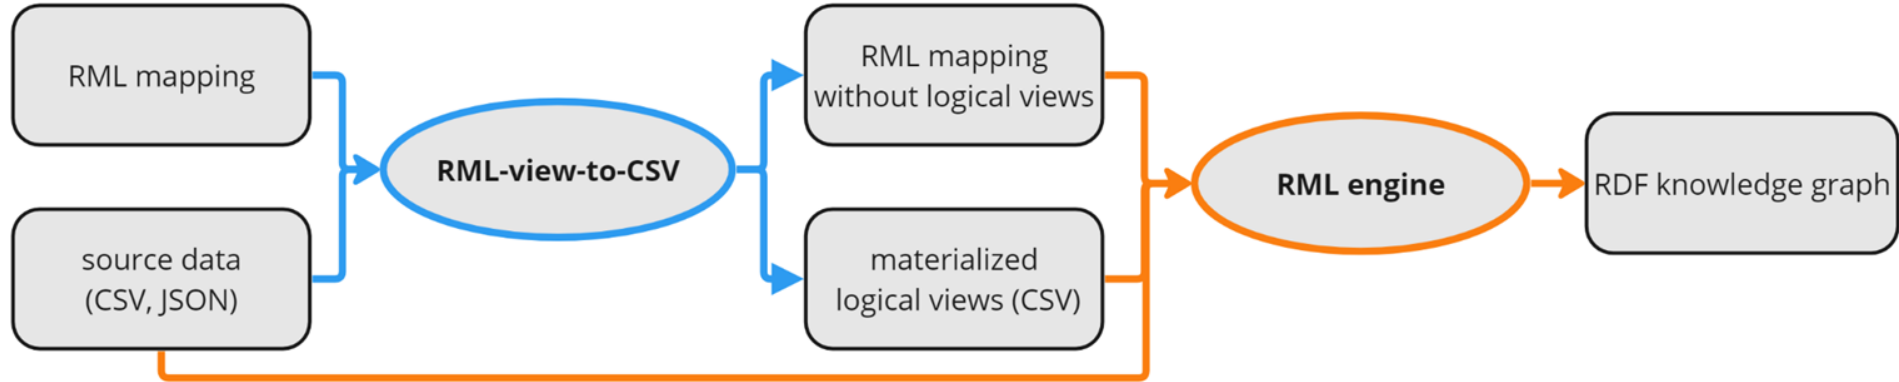 RML mapping
source data
(CSV, JSON)
RML-view-to-CSV
RML mapping
without logical views
materialized
logical views (CSV)
RML engine
RDF knowledge graph